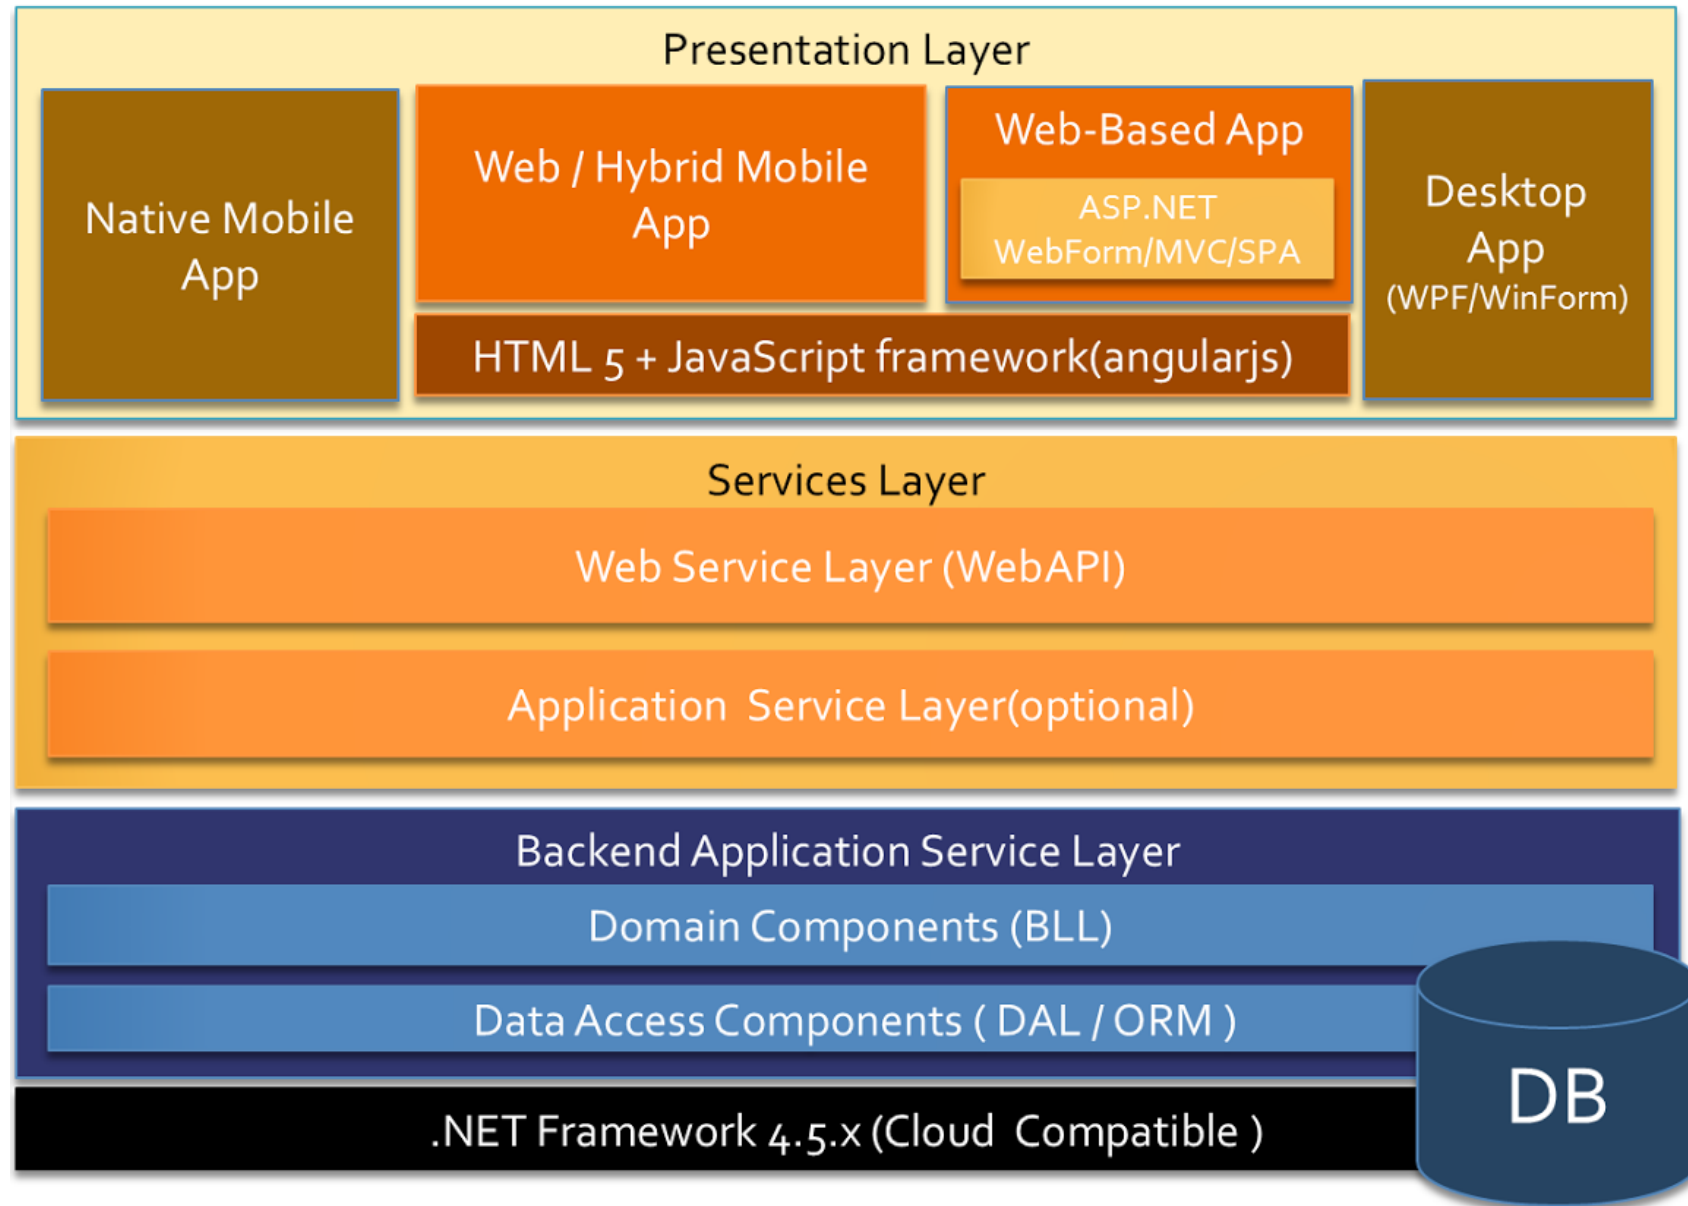 Presentation Layer
Native Mobile
App
Web / Hybrid Mobile
App
Web-Based App
ASP.NET
WebForm/MVC/SPA
Desktop
App
(WPF/WinForm)
HTML 5 + JavaScript framework(angularjs)
Services Layer
Web Service Layer (WebAPI)
Application  Service Layer(optional)
Backend Application Service Layer
Domain Components (BLL)
Data Access Components ( DAL / ORM )
DB
.NET Framework 4.5.x (Cloud  Compatible )